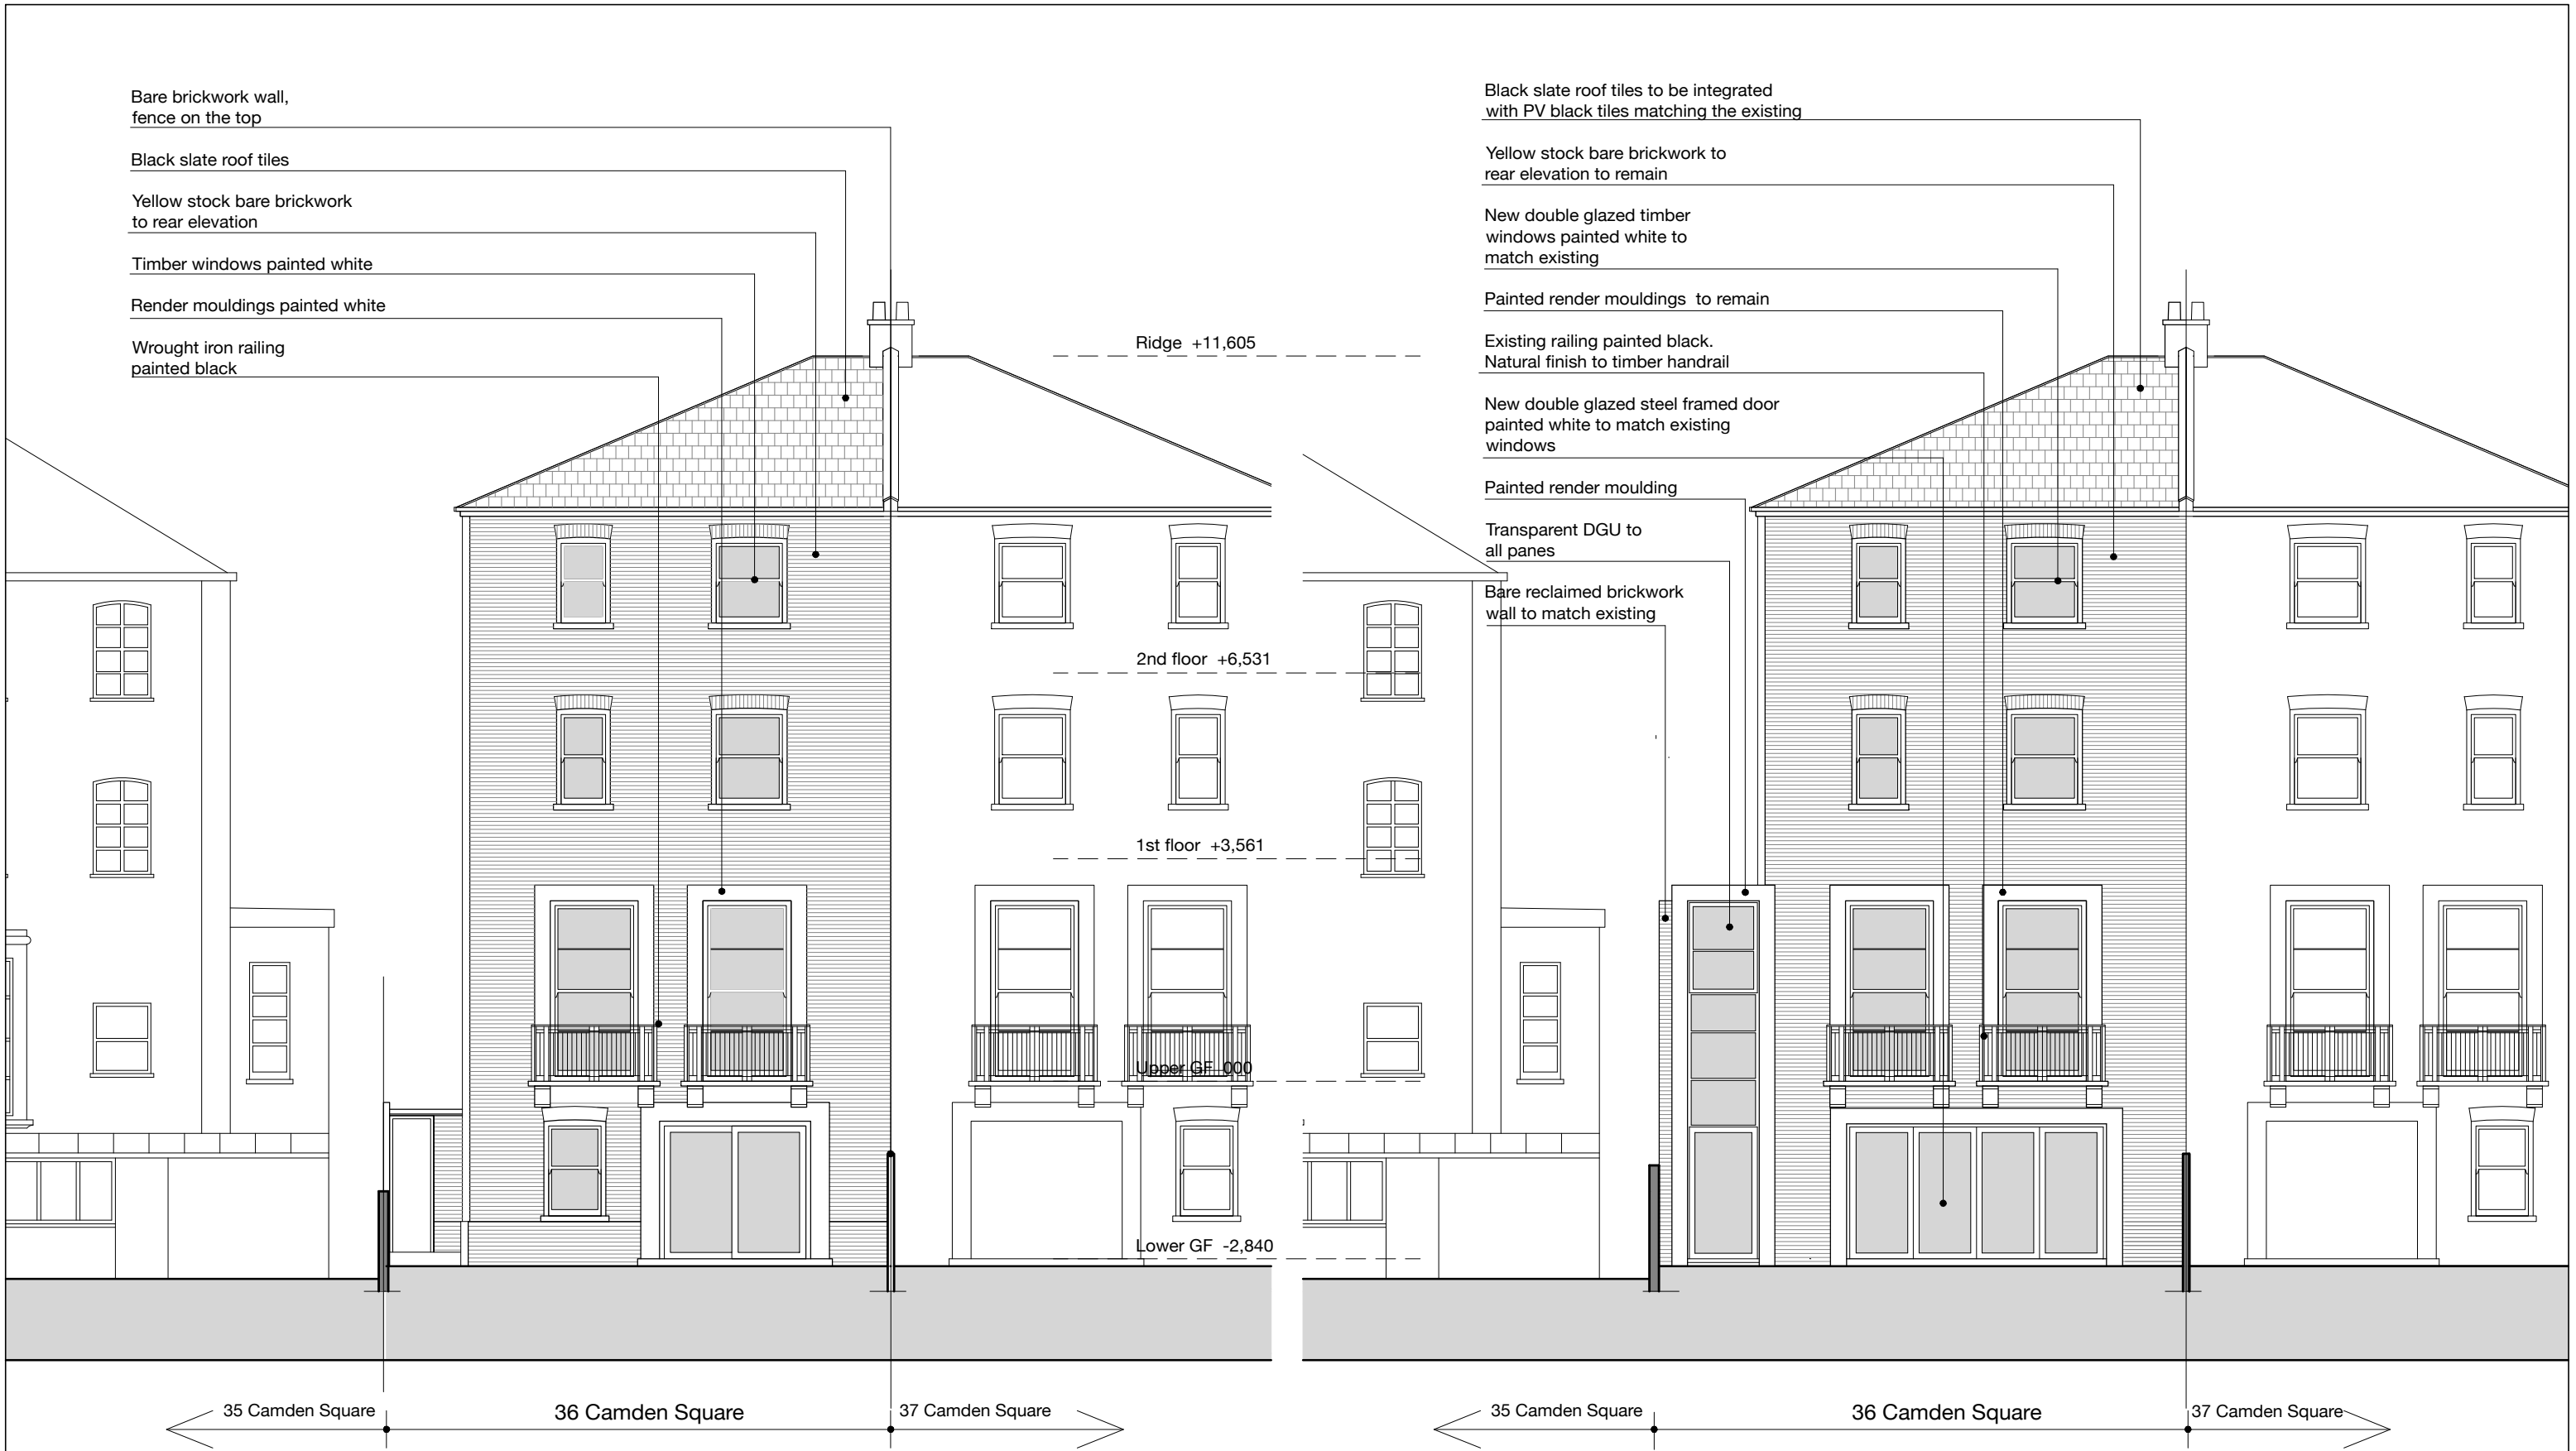 Bare brickwork wall,
fence on the top
Black slate roof tiles
Yellow stock bare brickwork
to rear elevation
Timber windows painted white
Render mouldings painted white
Wrought iron railing
painted black
Ridge +11,605
2nd floor +6,531
1st floor +3,561
Upper GF 000
Lower GF -2,840
Black slate roof tiles to be integrated
with PV black tiles matching the existing
Yellow stock bare brickwork to
rear elevation to remain
New double glazed timber
windows painted white to
match existing
Painted render mouldings to remain
Existing railing painted black.
Natural finish to timber handrail
New double glazed steel framed door
painted white to match existing
windows
Painted render moulding
Transparent DGU to
all panes
Bare reclaimed brickwork
wall to match existing
35 Camden Square
36 Camden Square
37 Camden Square
35 Camden Square
36 Camden Square
37 Camden Square